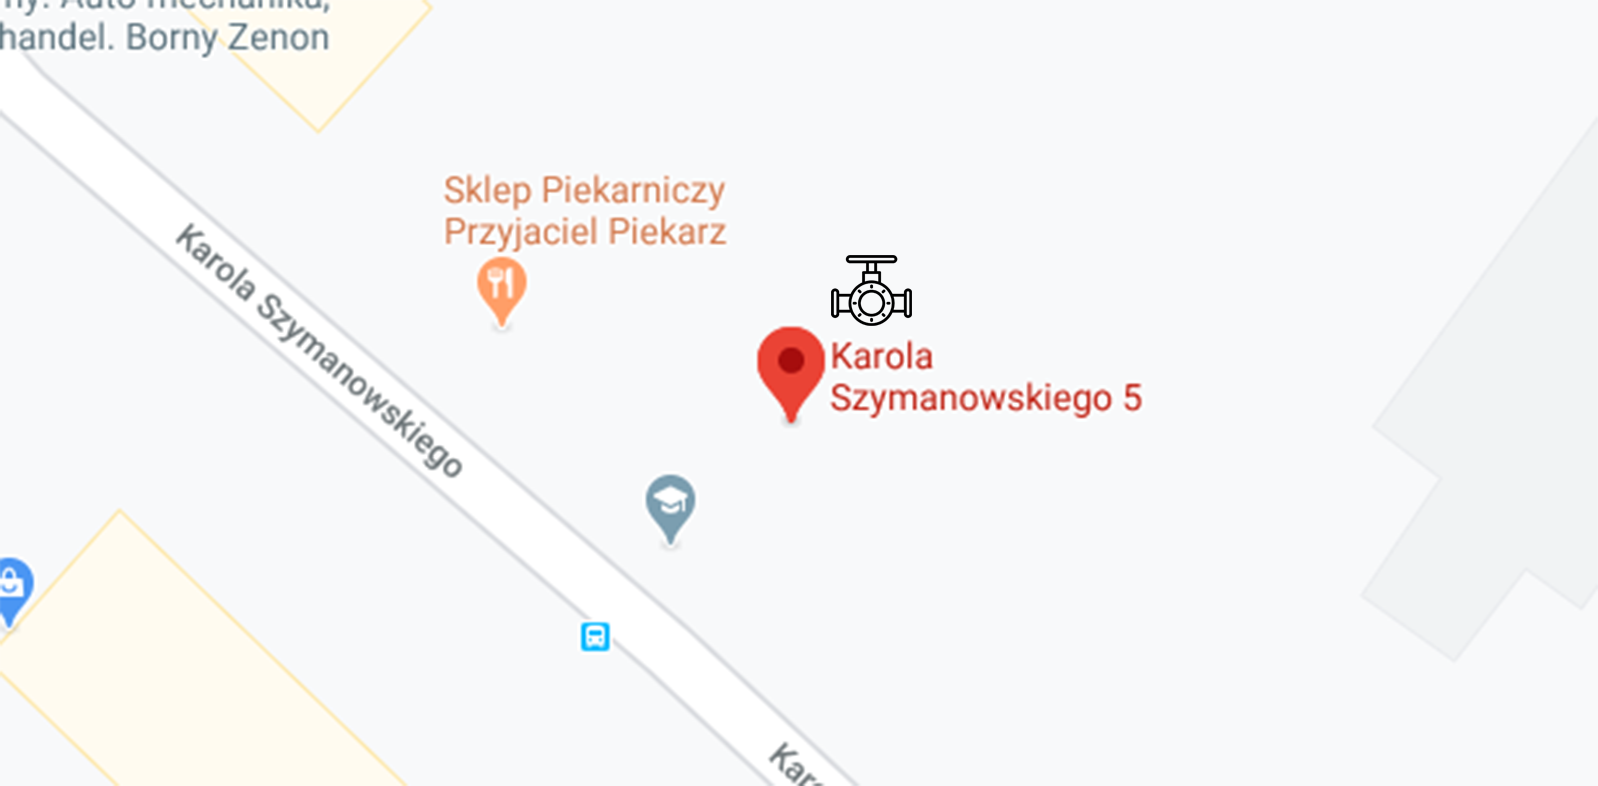 handel. Borny Zenon
Sklep Piekarniczy
Przyjaciel Piekarz
Karola Szymanowskiego
Karola
Szymanowskiego 5